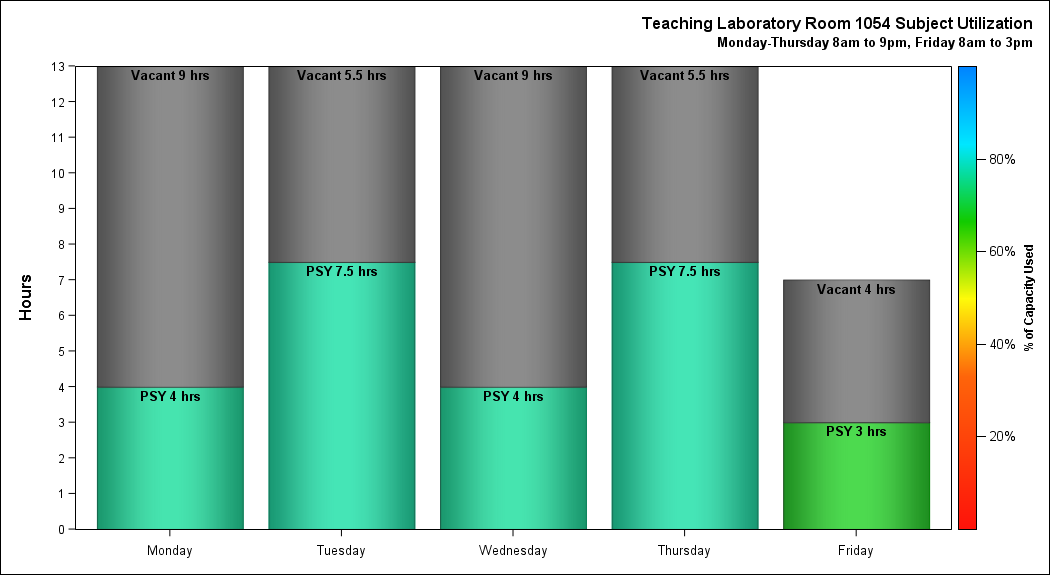 Teaching Laboratory Room 1054 Subject Utilization
Monday-Thursday 8am to 9pm, Friday 8am to 3pm
Hours
13
12
11
10
9
8
7
6
5
4
3
2
1
0
Vacant 9 hrs
PSY 4 hrs
Vacant 5.5 hrs
PSY 7.5 hrs
Vacant 9 hrs
PSY 4 hrs
Vacant 5.5 hrs
PSY 7.5 hrs
Vacant 4 hrs
PSY 3 hrs
Monday
Tuesday
Wednesday
Thursday
Friday
80%
60%
40%
20%
% of Capacity Used